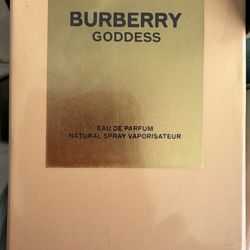 BURBERRY
GODDESS
EAU DE PARFUM
NATURAL SPRAY VAPORISATEUR